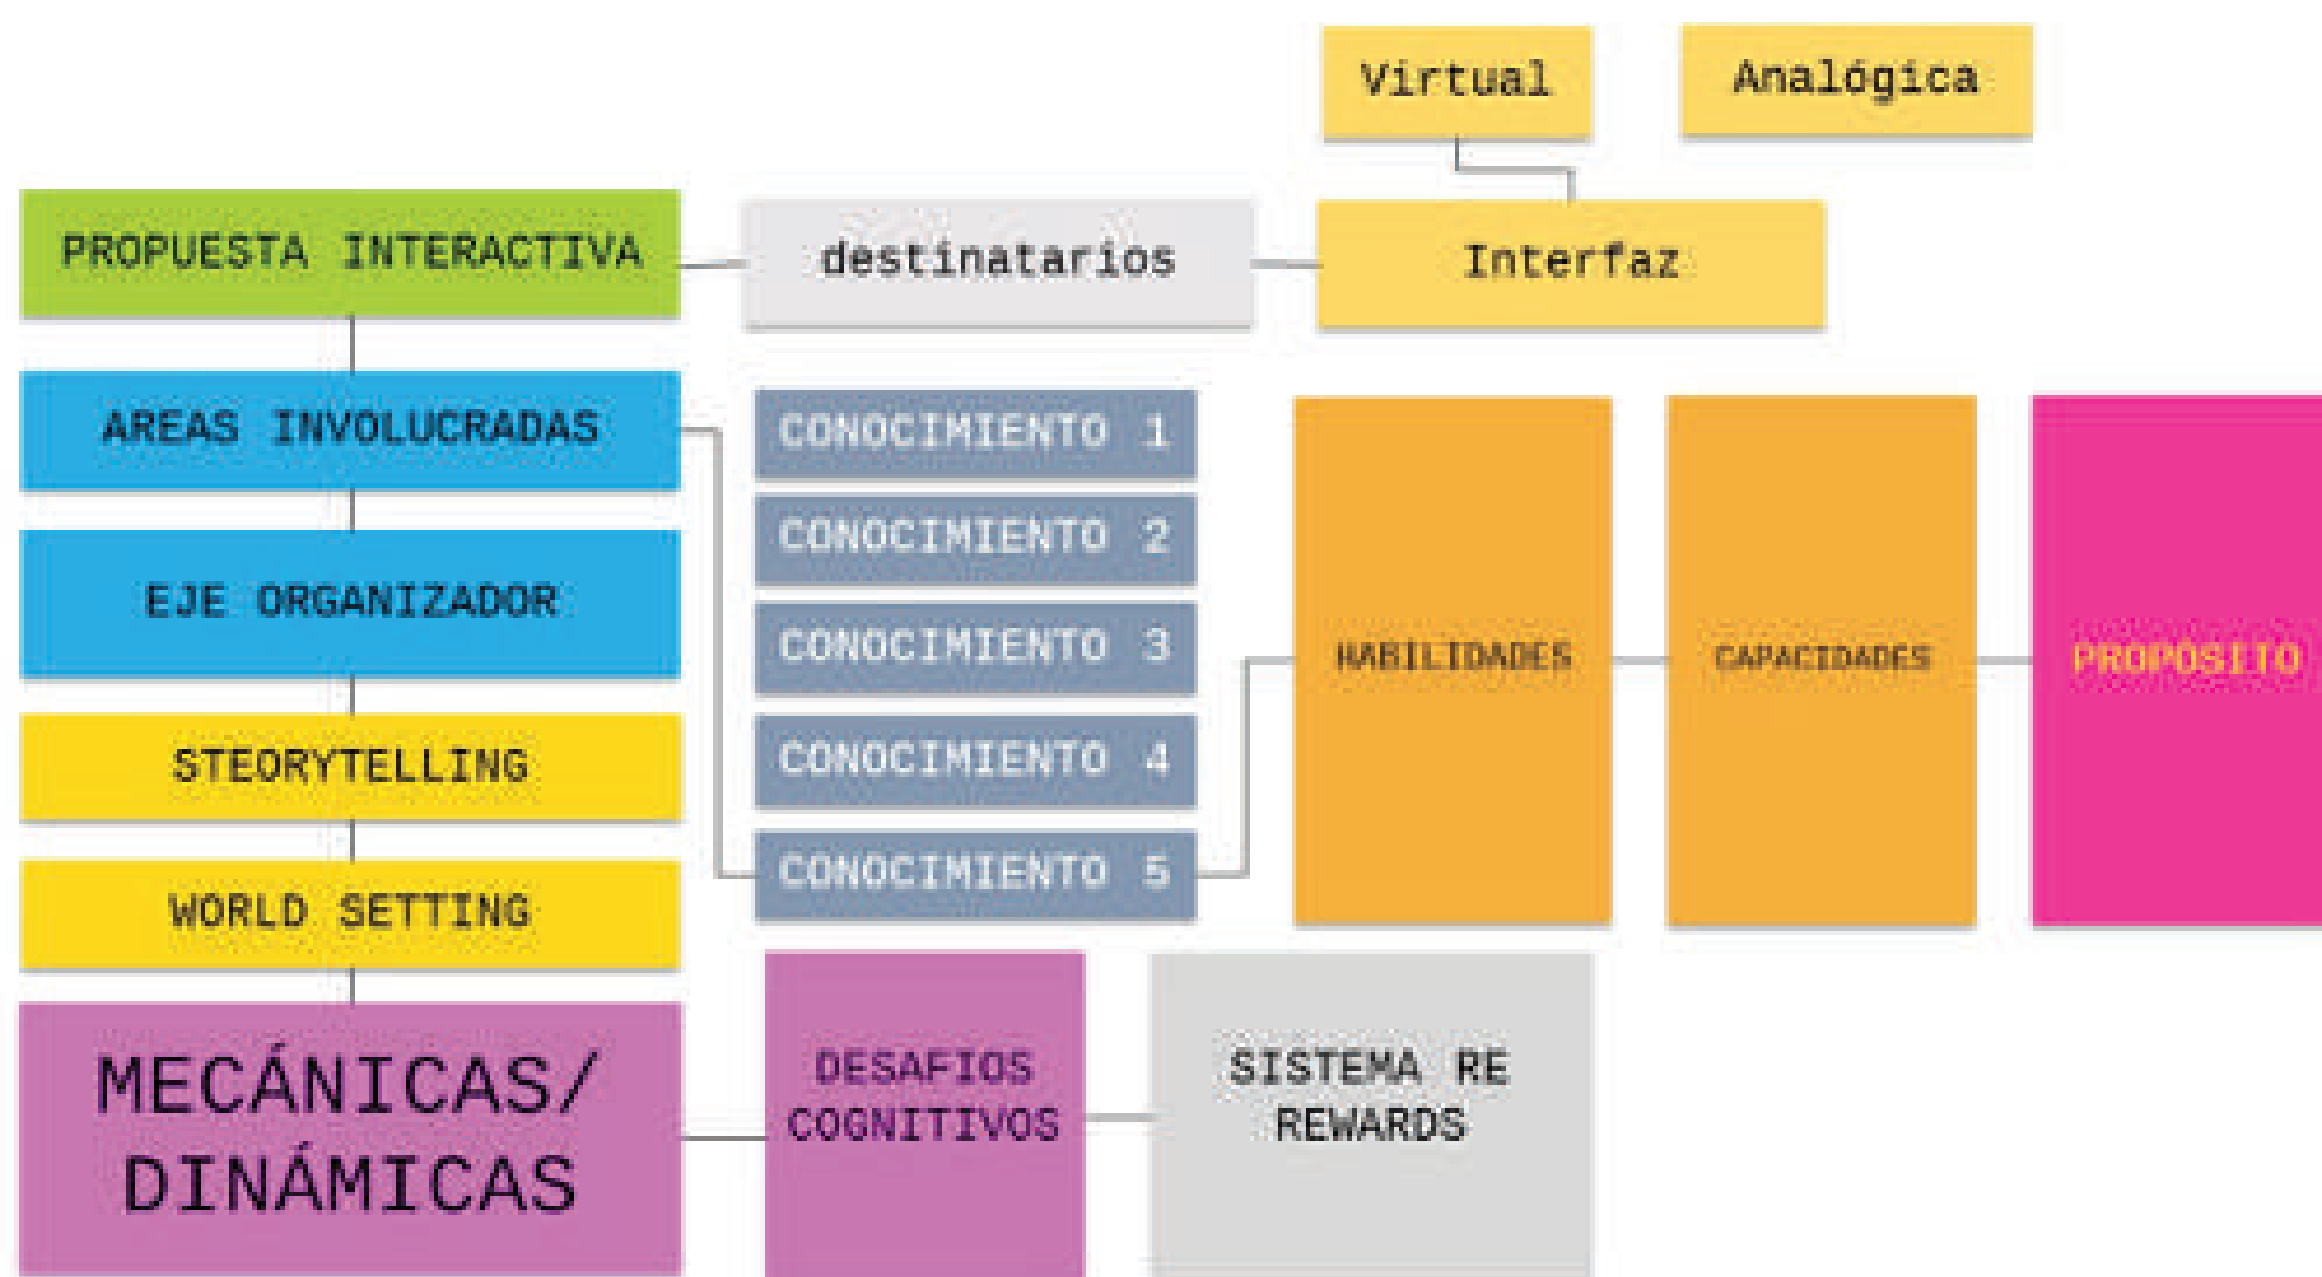 Virtual
Analógica
PROPUESTA INTERACTIVA
destinatarios
Interfaz
AREAS INVOLUCRADAS
CONOCIMIENTO 1
CONOCIMIENTO 2
EJE ORGANIZADOR
CONOCIMIENTO 3
HABILIDADES
CAPACIDADES
PROPÓSITO
STEORYTELLING
CONOCIMIENTO 4
CONOCIMIENTO 5
WORLD SETTING
MECÁNICAS/
DINÁMICAS
DESAFIOS
COGNITIVOS
SISTEMA RE
REWARDS